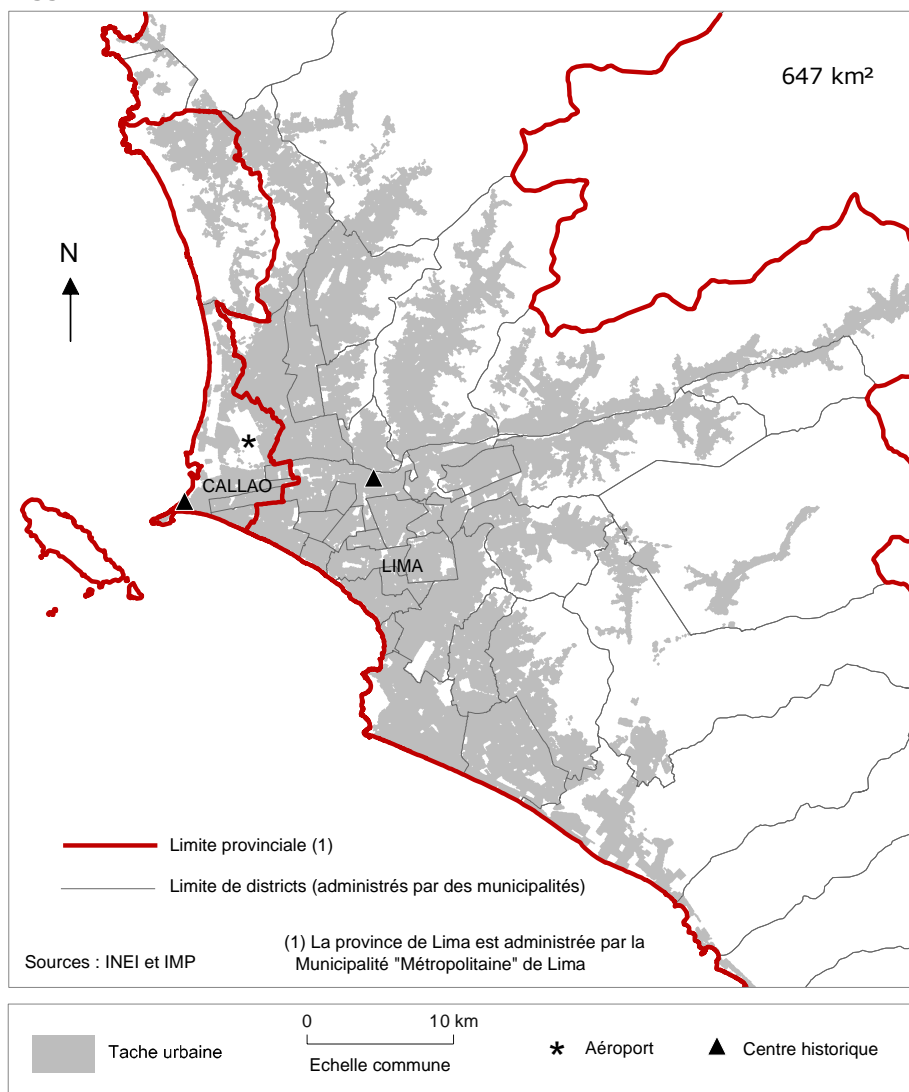 647 km²
N
CALLAO
LIMA
Limite provinciale (1)
Limite de districts (administrés par des municipalités)
(1) La province de Lima est administrée par la
Municipalité "Métropolitaine" de Lima
Sources : INEI et IMP
0 10 km
Echelle commune
Tache urbaine
Aéroport
Centre historique